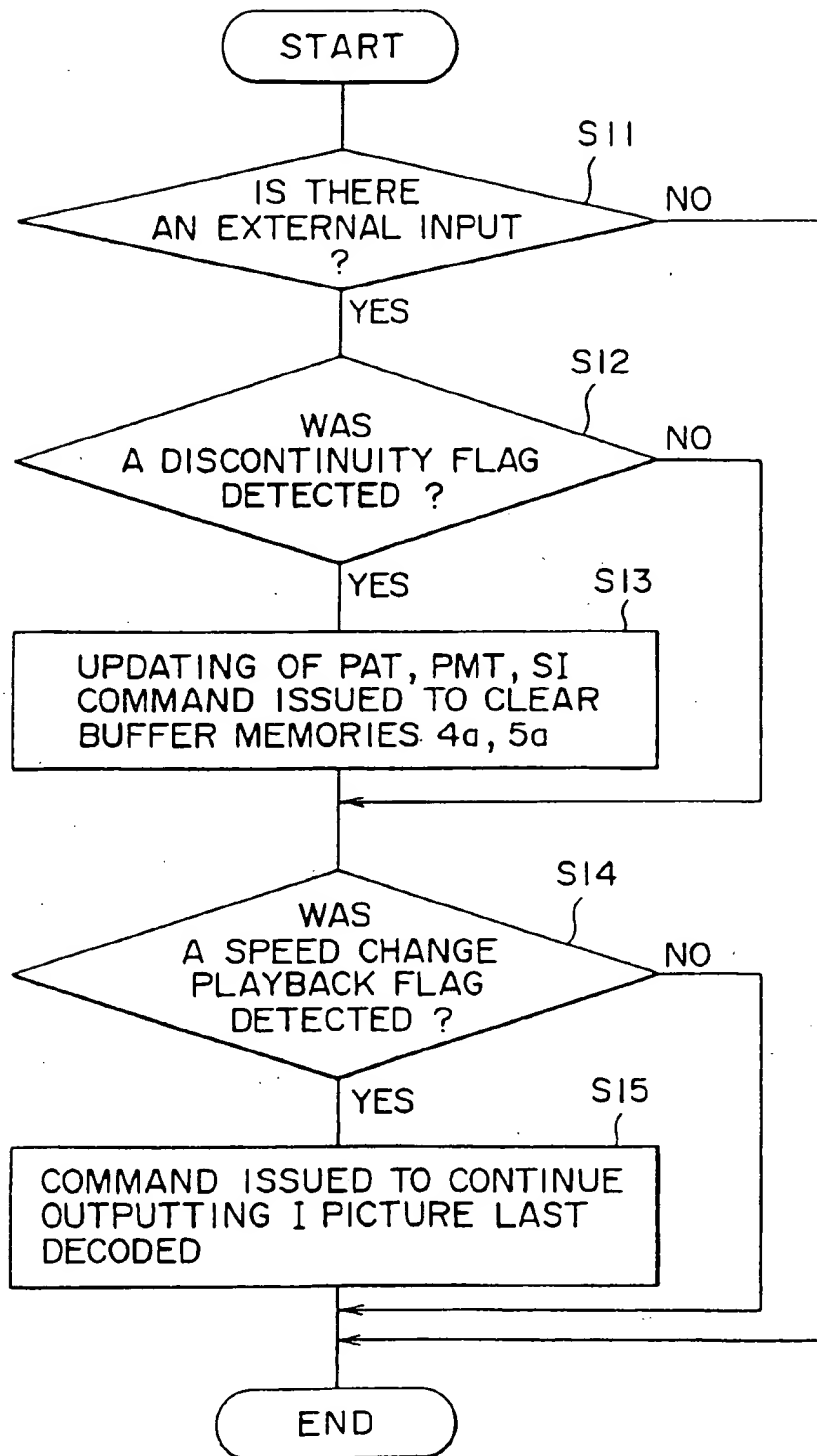 START
S11
IS THERE
AN EXTERNAL INPUT
?
NO
YES
S12
WAS
A DISCONTINUITY FLAG
DETECTED ?
NO
YES
S13
UPDATING OF PAT, PMT, SI
COMMAND ISSUED TO CLEAR
BUFFER MEMORIES 4a, 5a
S14
WAS
A SPEED CHANGE
PLAYBACK FLAG
DETECTED ?
NO
YES
S15
COMMAND ISSUED TO CONTINUE
OUTPUTTING I PICTURE LAST
DECODED
END